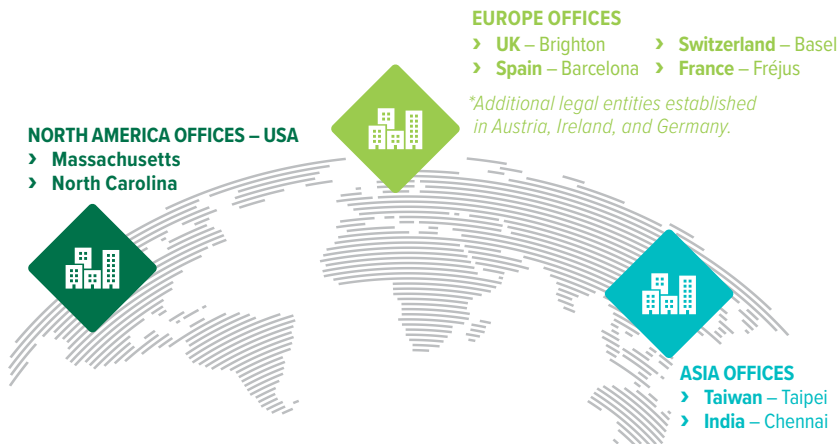 EUROPE OFFICES
› UK – Brighton
› Spain – Barcelona
› Switzerland – Basel
› France – Fréjus
*Additional legal entities established
in Austria, Ireland, and Germany.
NORTH AMERICA OFFICES – USA
› Massachusetts
› North Carolina
ASIA OFFICES
› Taiwan – Taipei
› India – Chennai